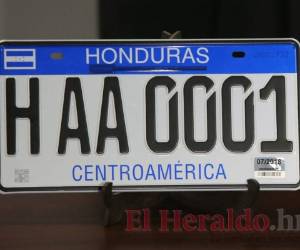 HONDURAS
H AA 0001
07/2018
CENTROAMÉRICA
El Heraldo.hn